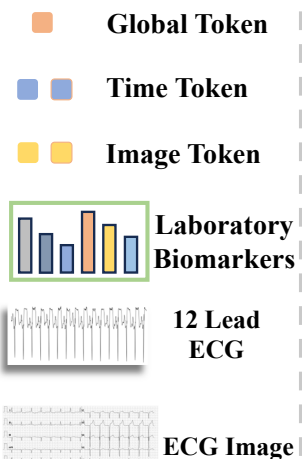 Global Token
Time Token
Image Token
Laboratory
Biomarkers
12 Lead
ECG
ECG Image